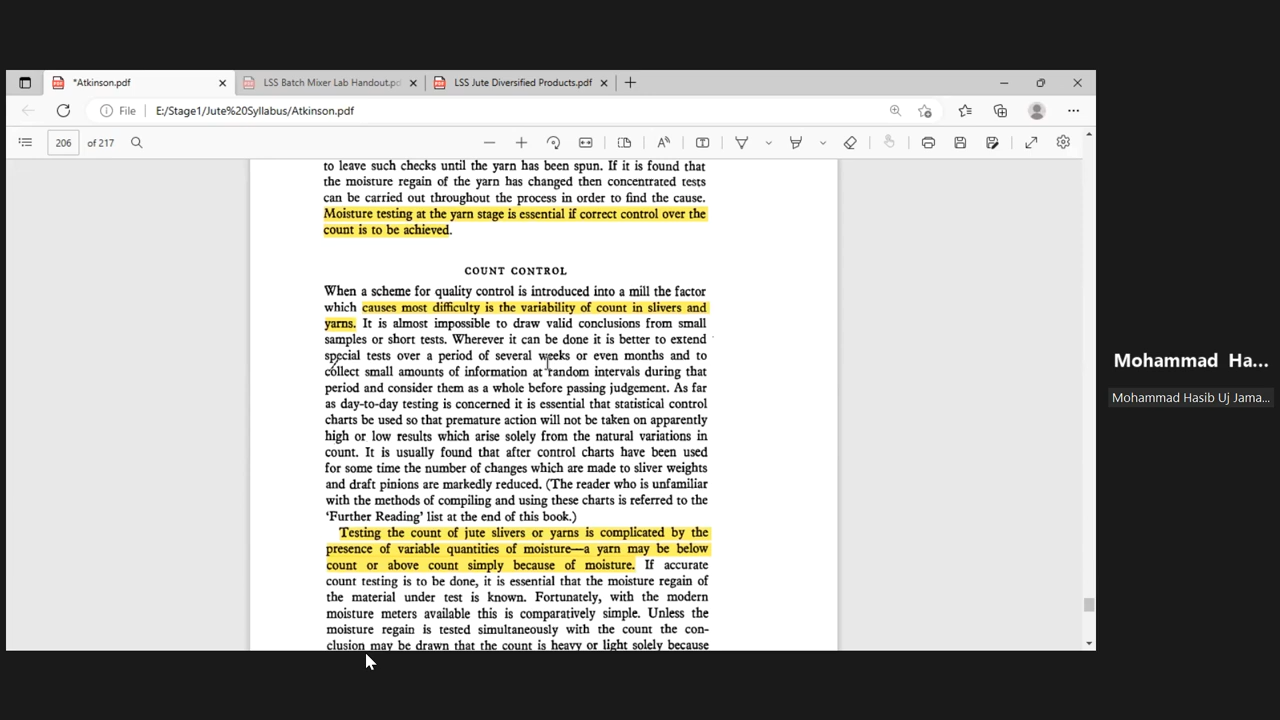 *Atkinson.pdf
LSS Batch Mixer Lab Handout.pd
LSS Jute Diversified Products.pdf
File
E:/Stage1/Jute%20Syllabus/Atkinson.pdf
206 of 217
to leave such checks until the yarn has been spun. If it is found that
the moisture regain of the yarn has changed then concentrated tests
can be carried out throughout the process in order to find the cause.
Moisture testing at the yarn stage is essential if correct control over the
count is to be achieved.
COUNT CONTROL
When a scheme for quality control is introduced into a mill the factor
which causes most difficulty is the variability of count in slivers and
yarns. It is almost impossible to draw valid conclusions from small
samples or short tests. Wherever it can be done it is better to extend
special tests over a period of several weeks or even months and to
collect small amounts of information at random intervals during that
period and consider them as a whole before passing judgement. As far
as day-to-day testing is concerned it is essential that statistical control
charts be used so that premature action will not be taken on apparently
high or low results which arise solely from the natural variations in
count. It is usually found that after control charts have been used
for some time the number of changes which are made to sliver weights
and draft pinions are markedly reduced. (The reader who is unfamiliar
with the methods of compiling and using these charts is referred to the
'Further Reading' list at the end of this book.)
Testing the count of jute slivers or yarns is complicated by the
presence of variable quantities of moisture—a yarn may be below
count or above count simply because of moisture. If accurate
count testing is to be done, it is essential that the moisture regain of
the material under test is known. Fortunately, with the modern
moisture meters available this is comparatively simple. Unless the
moisture regain is tested simultaneously with the count the con-
clusion may be drawn that the count is heavy or light solely because
Mohammad Ha...
Mohammad Hasib Uj Jama...